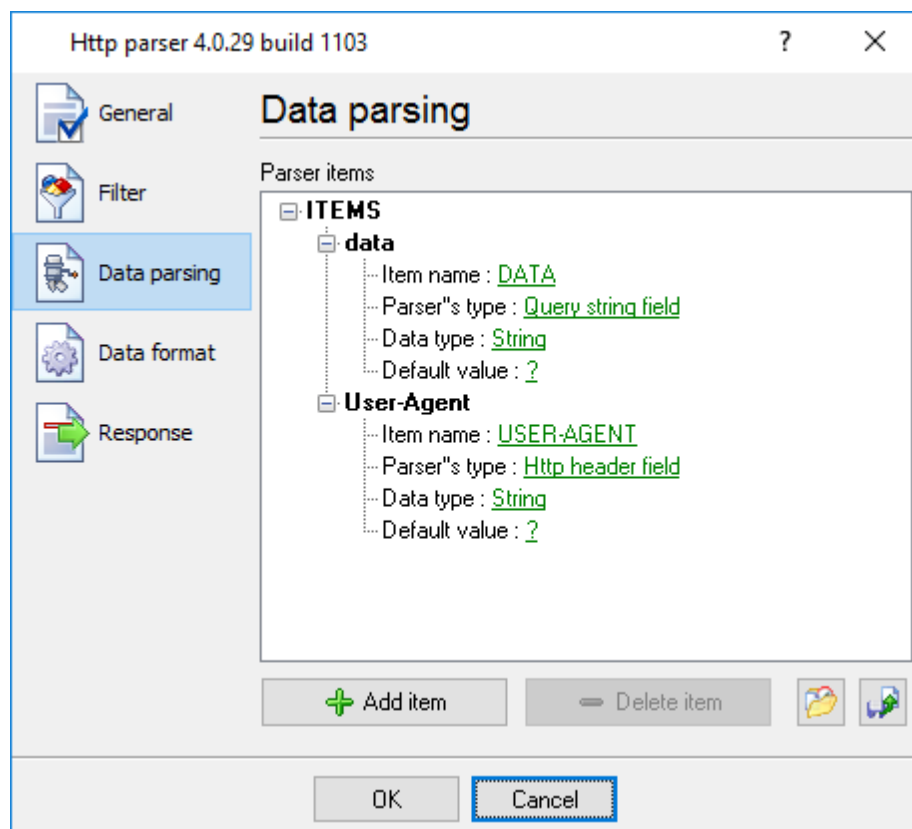 Http parser 4.0.29 build 1103 ?
General
Filter
Data parsing
Data format
Response
Data parsing
Parser items
ITEMS
data
Item name : DATA
Parser"s type : Query string field
Data type : String
Default value : ?
User-Agent
Item name : USER-AGENT
Parser"s type : Http header field
Data type : String
Default value : ?
Add item
Delete item
OK
Cancel